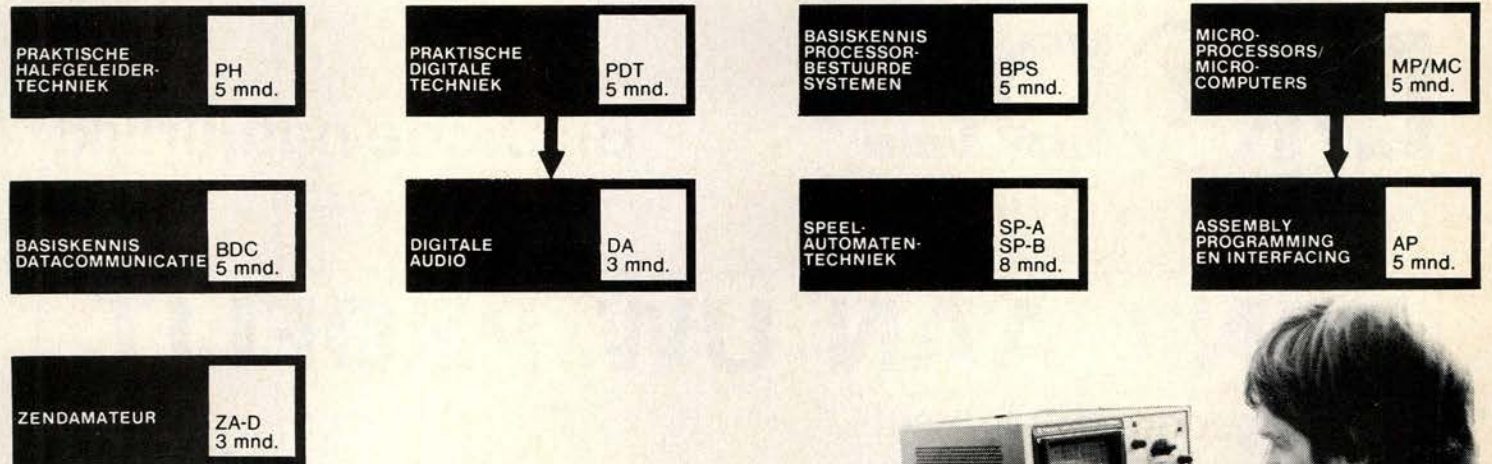 PRAKTISCHE
HALFGELEIDER-
TECHNIEK
PH
5 mnd.
PRAKTISCHE
DIGITALE
TECHNIEK
PDT
5 mnd.
BASISKENNIS
PROCESSOR-
BESTUURDE
SYSTEMEN
BPS
5 mnd.
MICRO-
PROCESSORS/
MICRO-
COMPUTERS
MP/MC
5 mnd.
BASISKENNIS
DATACOMMUNICATIE
BDC
5 mnd.
DIGITALE
AUDIO
DA
3 mnd.
SPEEL-
AUTOMATEN-
TECHNIEK
SP-A
SP-B
8 mnd.
ASSEMBLY
PROGRAMMING
EN INTERFACING
AP
5 mnd.
ZENDAMATEUR
ZA-D
3 mnd.